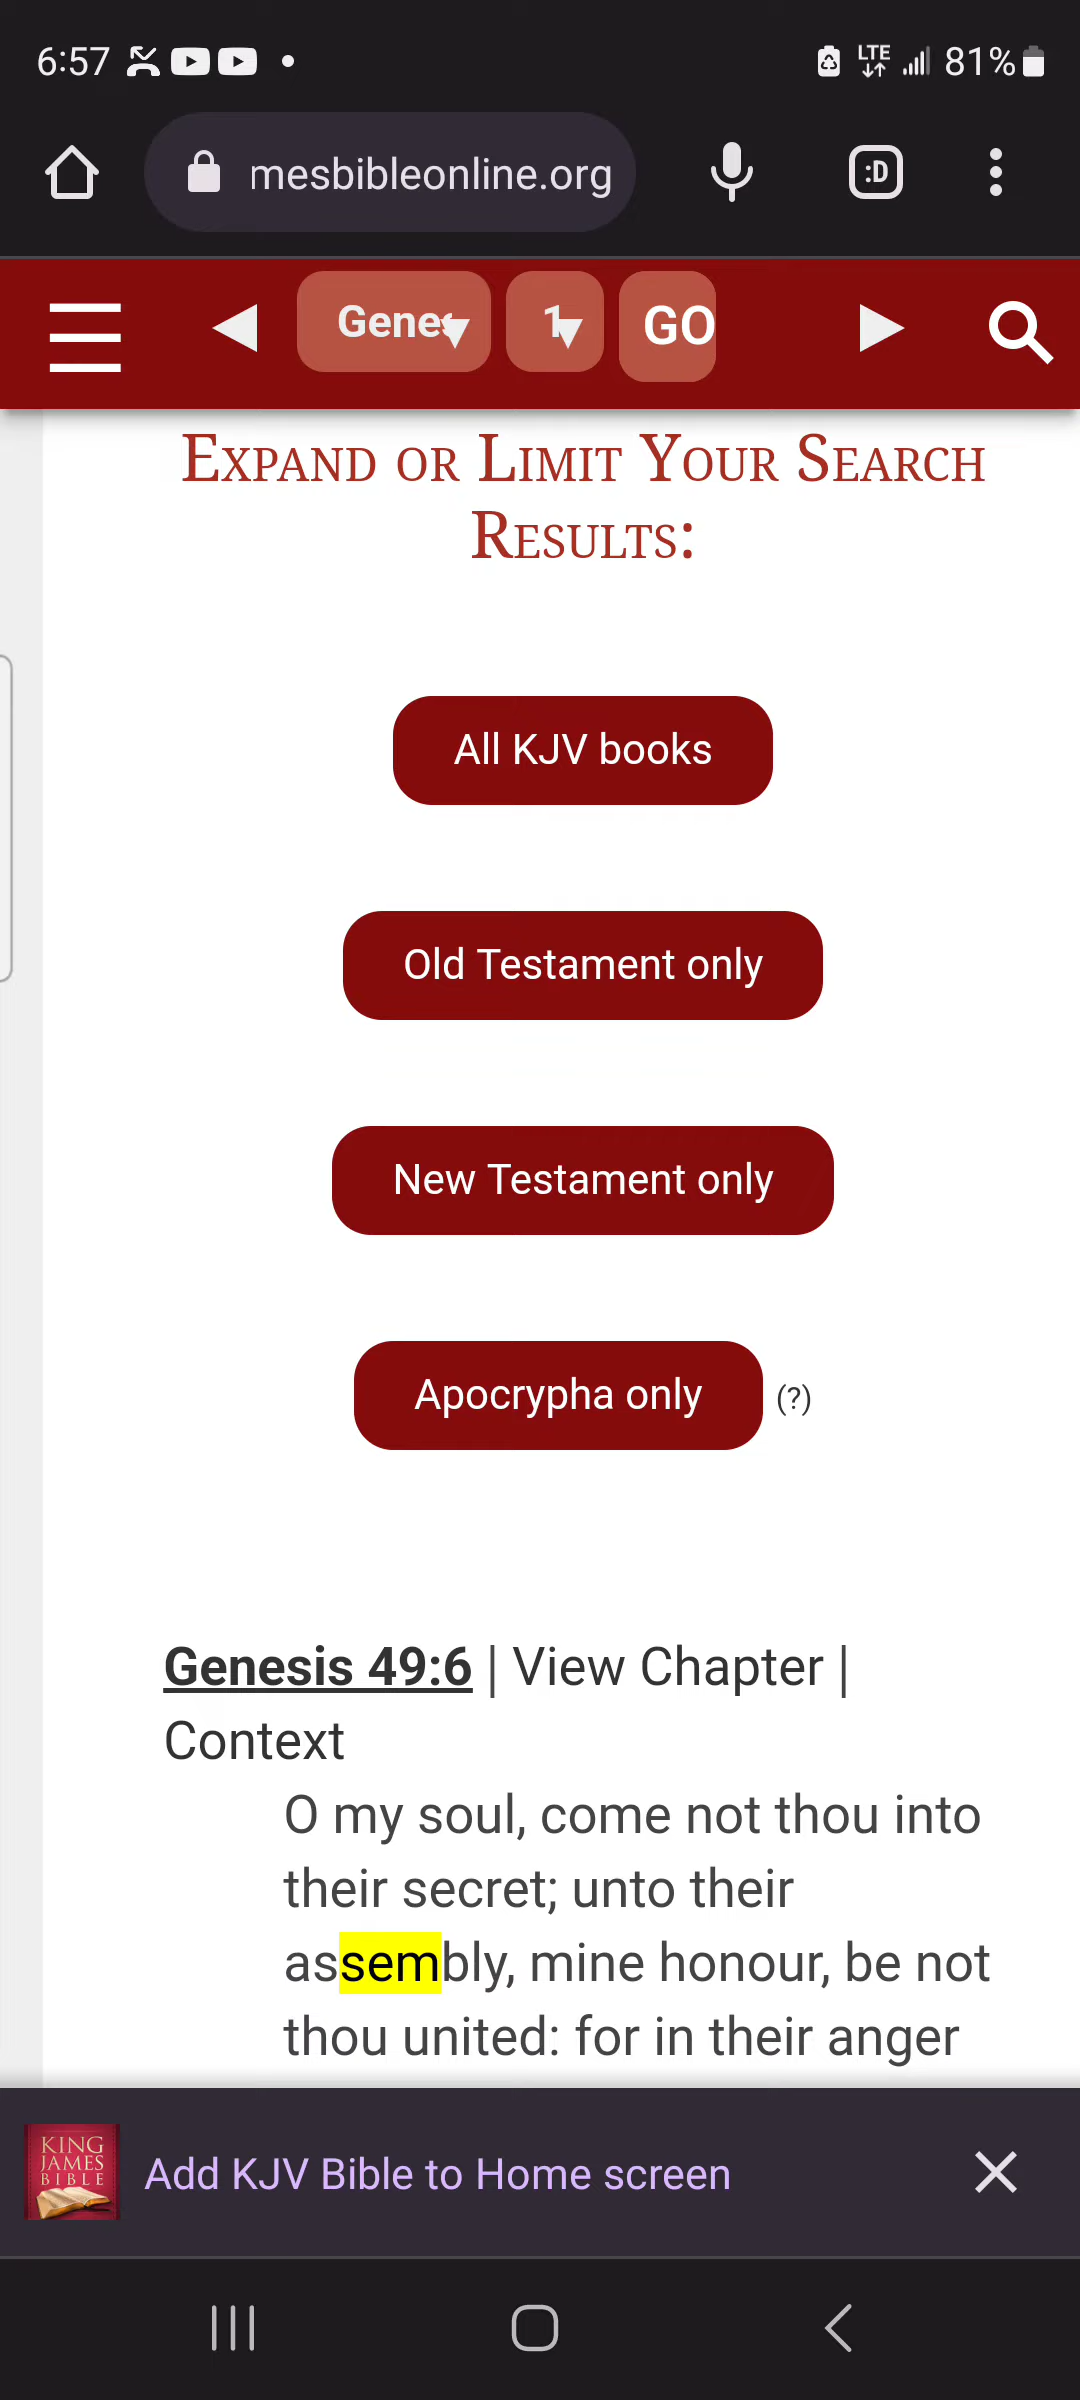 6:57 LTE 81%
mesbibleonline.org :D
Gene 1 GO
Expand or Limit Your Search
Results:
All KJV books
Old Testament only
New Testament only
Apocrypha only (?)
Genesis 49:6 | View Chapter |
Context
O my soul, come not thou into
their secret; unto their
assembly, mine honour, be not
thou united: for in their anger
KING
JAMES
BIBLE
Add KJV Bible to Home screen